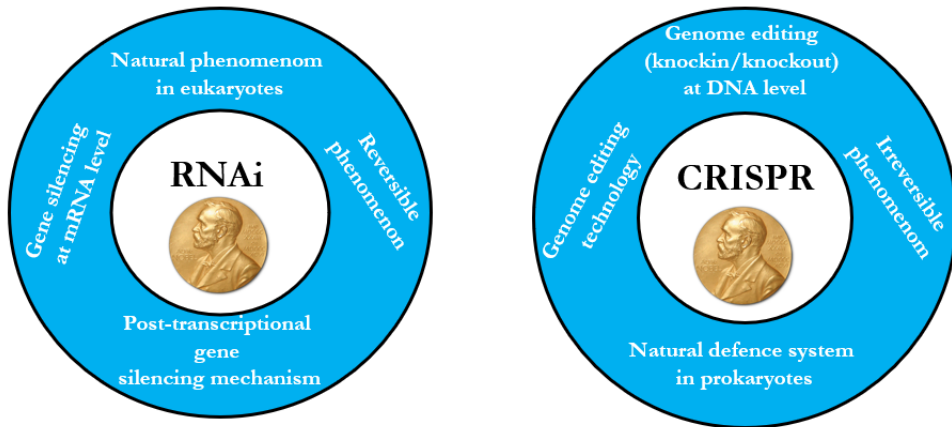 Natural phenomenom
in eukaryotes
Gene silencing
at mRNA level
RNAi
Reversible
phenomenon
Post-transcriptional
gene
silencing mechanism
Genome editing
(knockin/knockout)
at DNA level
Genome editing
technology
CRISPR
Irreversible
phenomenom
Natural defence system
in prokaryotes